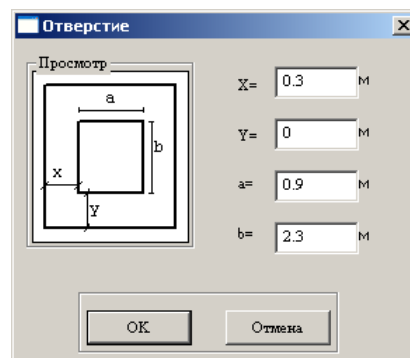 Отверстие
Просмотр
a
b
x
y
X= 0.3 м
Y= 0 м
a= 0.9 м
b= 2.3 м
OK
Отмена